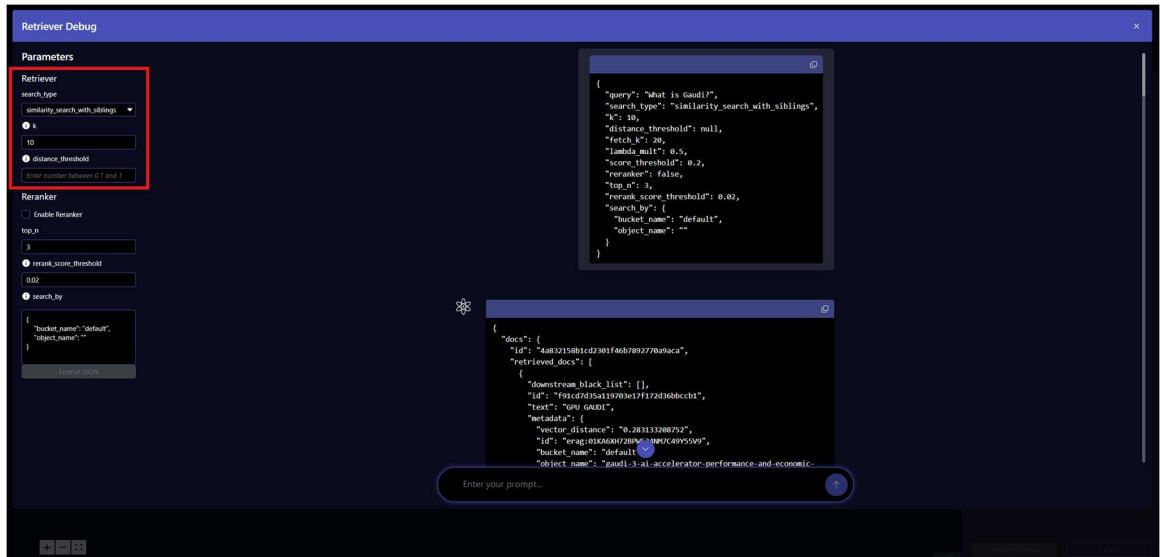 Retriever Debug
×
Parameters
Retriever
search_type
similarity_search_with_siblings
k
10
distance_threshold
Enter number between 0.1 and 1
Reranker
Enable Reranker
top_n
3
rerank_score_threshold
0.02
search_by
{
"bucket_name": "default",
"object_name": ""
}
Format JSON
{
"query": "What is Gaudi?",
"search_type": "similarity_search_with_siblings",
"k": 10,
"distance_threshold": null,
"fetch_k": 20,
"lambda_mult": 0.5,
"score_threshold": 0.2,
"reranker": false,
"top_n": 3,
"rerank_score_threshold": 0.02,
"search_by": {
"bucket_name": "default",
"object_name": ""
}
}
{
"docs": {
"id": "4a832158b1cd2301f46b7892770a9aca",
"retrieved_docs": [
{
"downstream_black_list": [],
"id": "f91cd7d35a119703e17f172d36bbccb1",
"text": "GPU GAUDI",
"metadata": {
"vector_distance": "0.283133208752",
"id":
"bucket_name": "default
"object_name": "gaudi-3-ai-accelerator-performance-and-economic-
Enter your prompt...